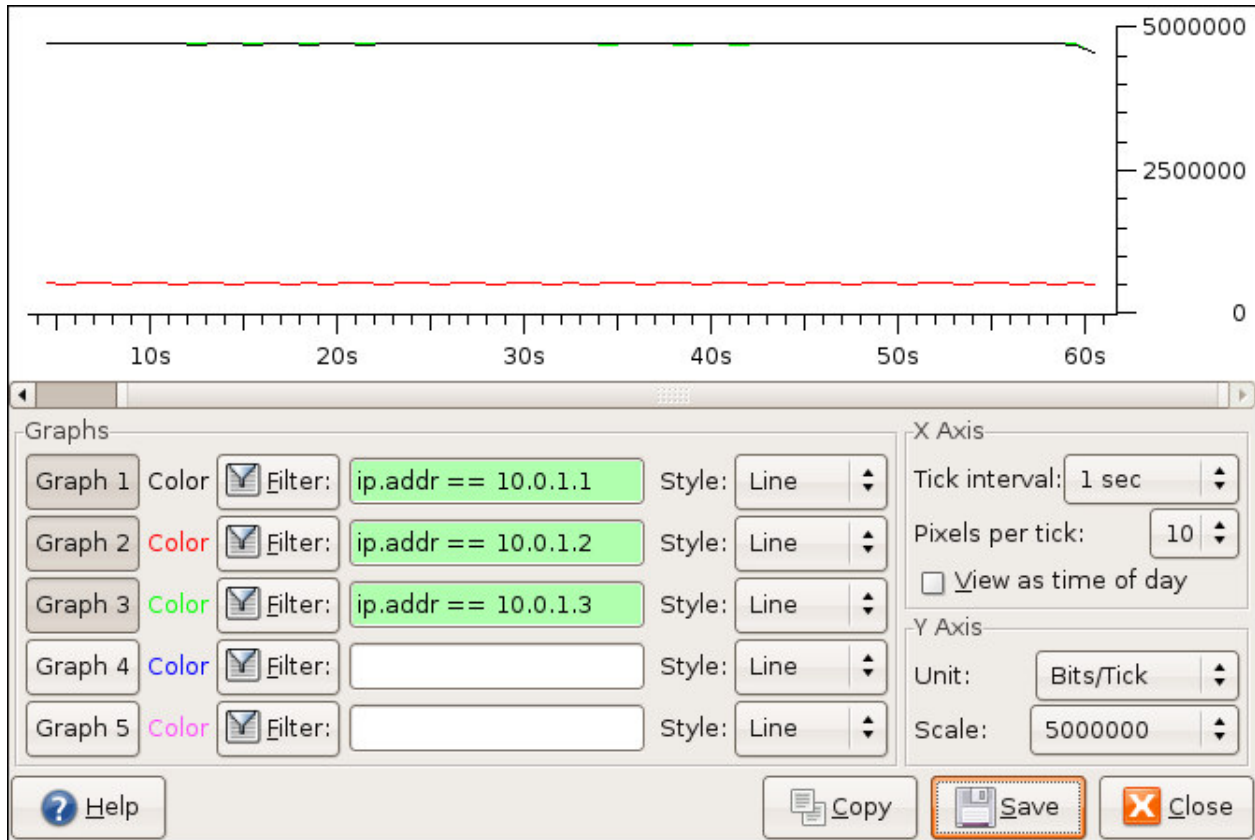 5000000
2500000
0
10s 20s 30s 40s 50s 60s
Graphs
Graph 1 Color Filter: ip.addr == 10.0.1.1 Style: Line
Graph 2 Color Filter: ip.addr == 10.0.1.2 Style: Line
Graph 3 Color Filter: ip.addr == 10.0.1.3 Style: Line
Graph 4 Color Filter: Style: Line
Graph 5 Color Filter: Style: Line
X Axis
Tick interval: 1 sec
Pixels per tick: 10
View as time of day
Y Axis
Unit: Bits/Tick
Scale: 5000000
Help Copy Save Close